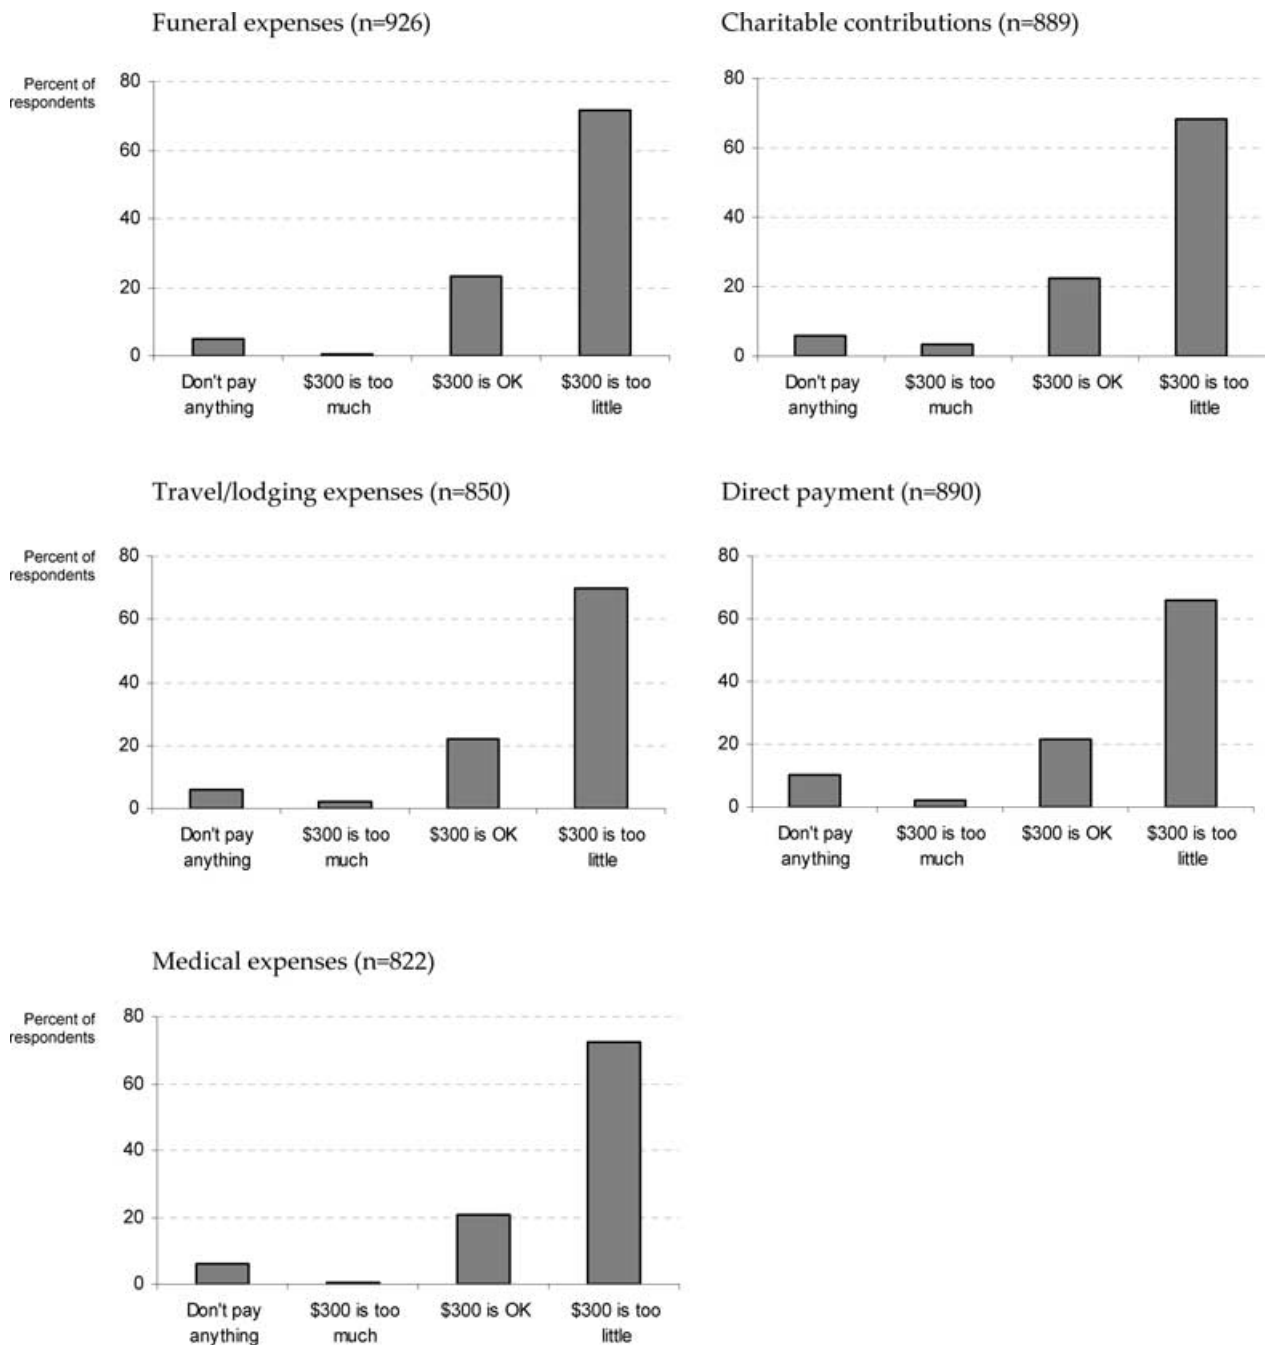 Funeral expenses (n=926)
Percent of
respondents
80
60
40
20
0
Don't pay
anything
$300 is too
much
$300 is OK
$300 is too
little
Charitable contributions (n=889)
80
60
40
20
0
Don't pay
anything
$300 is too
much
$300 is OK
$300 is too
little
Travel/lodging expenses (n=850)
Percent of
respondents
80
60
40
20
0
Don't pay
anything
$300 is too
much
$300 is OK
$300 is too
little
Direct payment (n=890)
80
60
40
20
0
Don't pay
anything
$300 is too
much
$300 is OK
$300 is too
little
Medical expenses (n=822)
Percent of
respondents
80
60
40
20
0
Don't pay
anything
$300 is too
much
$300 is OK
$300 is too
little